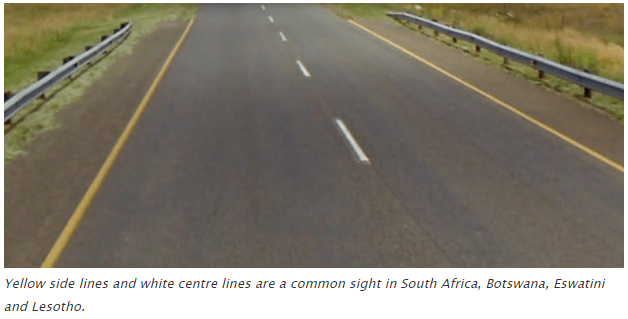 Yellow side lines and white centre lines are a common sight in South Africa, Botswana, Eswatini
and Lesotho.